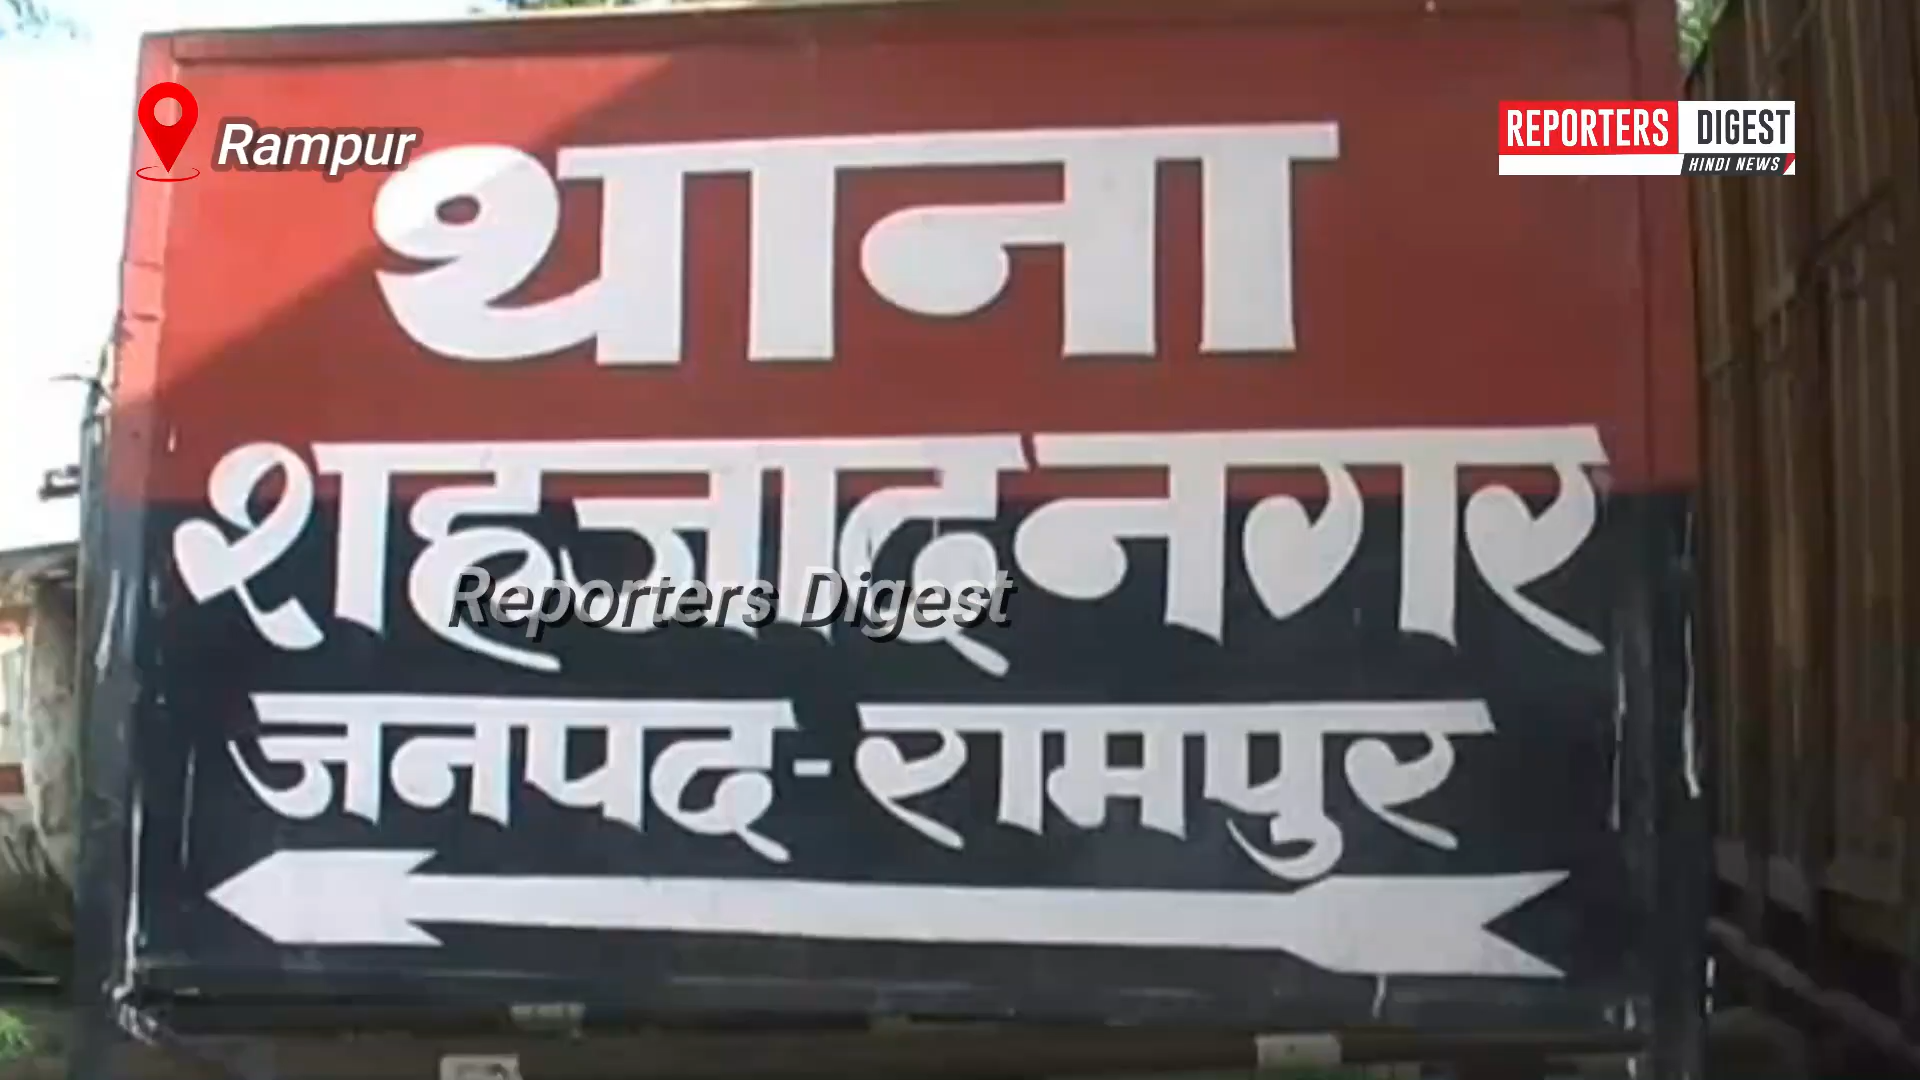 Rampur
REPORTERS DIGEST
HINDI NEWS
थाना
शहजादनगर
Reporters Digest
जनपद-रामपुर